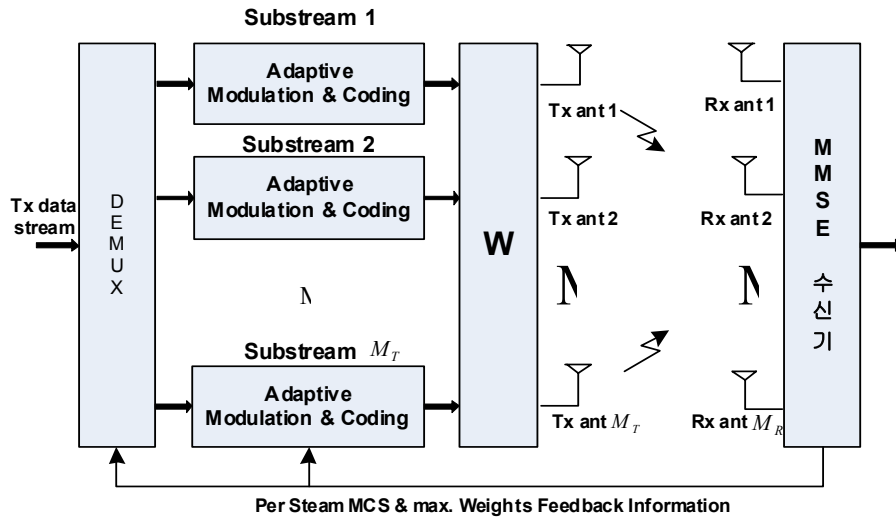 Substream 1
Adaptive
Modulation & Coding
Substream 2
Adaptive
Modulation & Coding
Tx data
stream
DEMUX
M
Substream M_T
Adaptive
Modulation & Coding
W
Tx ant 1
Tx ant 2
M
Tx ant M_T
Rx ant 1
Rx ant 2
M
Rx ant M_R
MMSE 수신기
Per Steam MCS & max. Weights Feedback Information